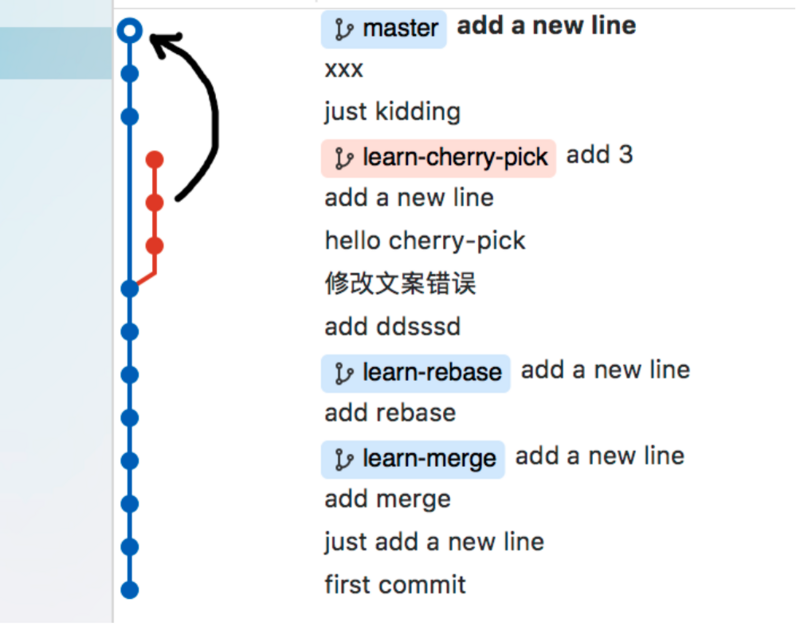 master add a new line
xxx
just kidding
learn-cherry-pick add 3
add a new line
hello cherry-pick
修改文案错误
add ddsssd
learn-rebase add a new line
add rebase
learn-merge add a new line
add merge
just add a new line
first commit